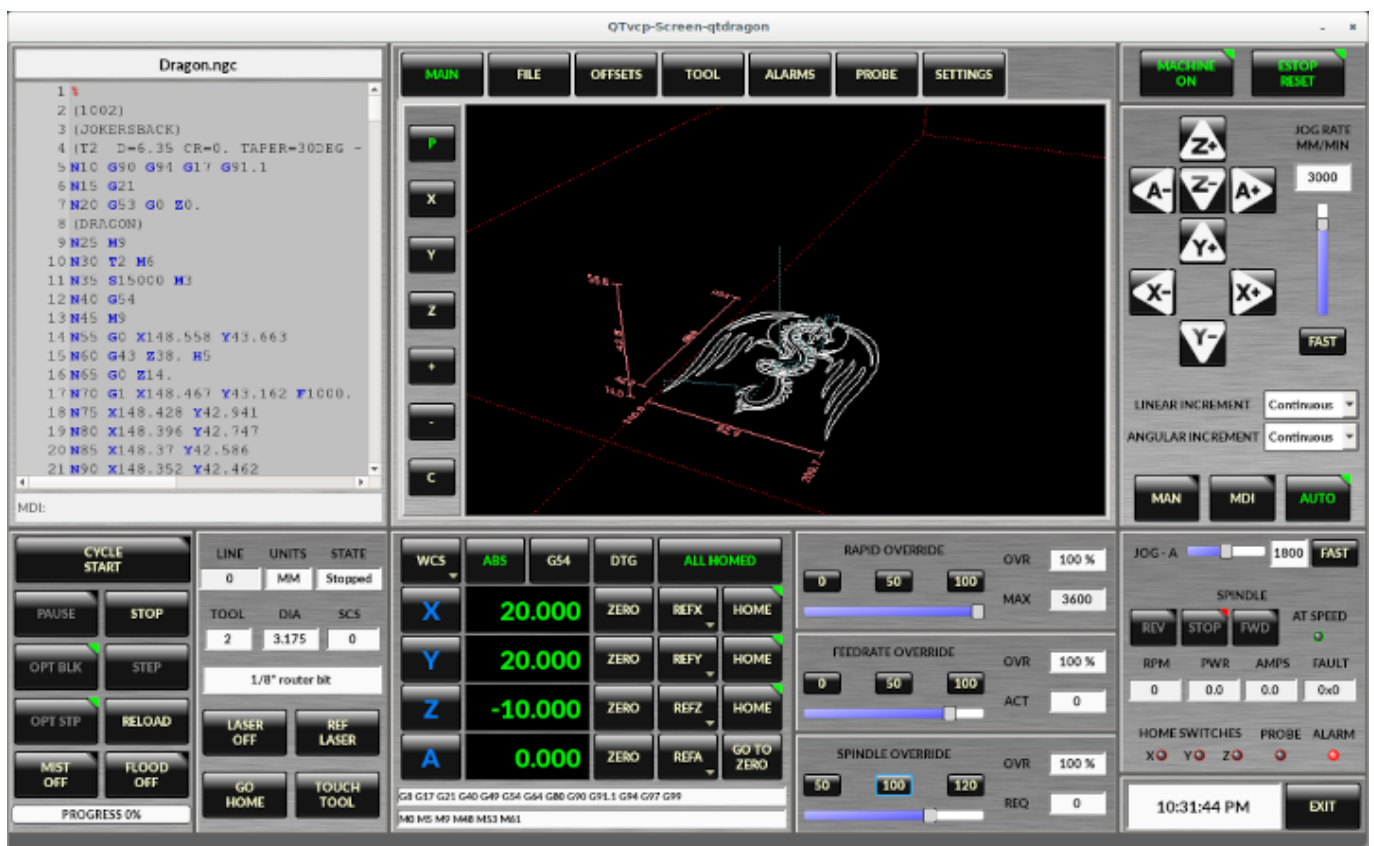 QTvcp-Screen-qtdragon
Dragon.ngc
1 %
2 (1002)
3 (JOKERSBACK)
4 (T2 D=6.35 CR=0. TAPER=30DEG -
5 N10 G90 G94 G17 G91.1
6 N15 G21
7 N20 G53 G0 Z0.
8 (DRAGON)
9 N25 M9
10 N30 T2 M6
11 N35 S15000 M3
12 N40 G54
13 N45 M9
14 N55 G0 X148.558 Y43.663
15 N60 G43 Z38. H5
16 N65 G0 Z14.
17 N70 G1 X148.467 Y43.162 F1000.
18 N75 X148.428 Y42.941
19 N80 X148.396 Y42.747
20 N85 X148.37 Y42.586
21 N90 X148.352 Y42.462
MDI:
MAIN FILE OFFSETS TOOL ALARMS PROBE SETTINGS
P
X
Y
Z
+
-
C
MACHINE ON
ESTOP RESET
Z+
A- Z- A+
Y+
X- X+
Y-
JOG RATE
MM/MIN
3000
FAST
LINEAR INCREMENT Continuous
ANGULAR INCREMENT Continuous
MAN MDI AUTO
CYCLE
START
PAUSE STOP
OPT BLK STEP
OPT STP RELOAD
MIST OFF
FLOOD OFF
PROGRESS 0%
LINE UNITS STATE
0 MM Stopped
TOOL DIA SCS
2 3.175 0
1/8" router bit
LASER OFF
REF LASER
GO HOME
TOUCH TOOL
WCS ABS G54 DTG ALL HOMED
X 20.000 ZERO REFX HOME
Y 20.000 ZERO REFY HOME
Z -10.000 ZERO REFZ HOME
A 0.000 ZERO REFA GO TO ZERO
G8 G17 G21 G40 G49 G54 G64 G80 G90 G91.1 G94 G97 G99
M0 M5 M9 M48 M53 M61
RAPID OVERRIDE
0 50 100
OVR 100 %
MAX 3600
FEEDRATE OVERRIDE
0 50 100
OVR 100 %
ACT 0
SPINDLE OVERRIDE
50 100 120
OVR 100 %
REQ 0
JOG - A 1800 FAST
SPINDLE
REV STOP FWD AT SPEED
RPM PWR AMPS FAULT
0 0.0 0.0 0x0
HOME SWITCHES PROBE ALARM
X Y Z
10:31:44 PM EXIT